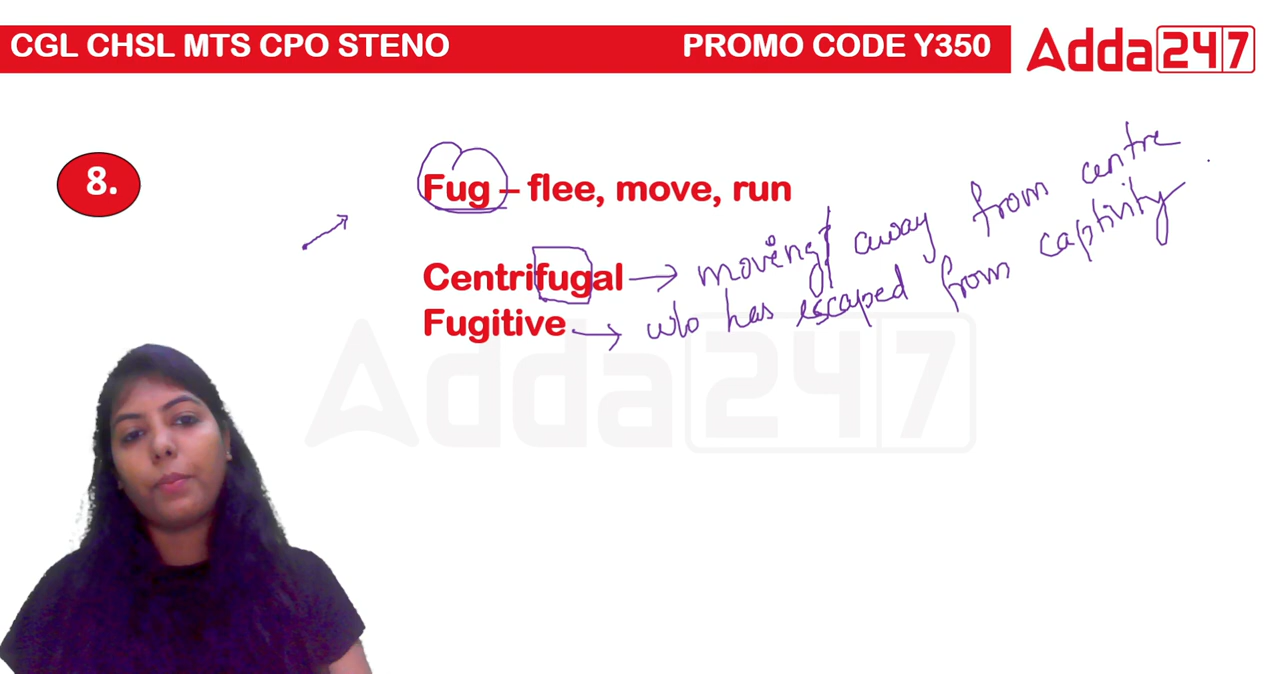 CGL CHSL MTS CPO STENO PROMO CODE Y350 Adda247
8.
Fug – flee, move, run
Centrifugal → moving away from centre
Fugitive → who has escaped from captivity
Adda247